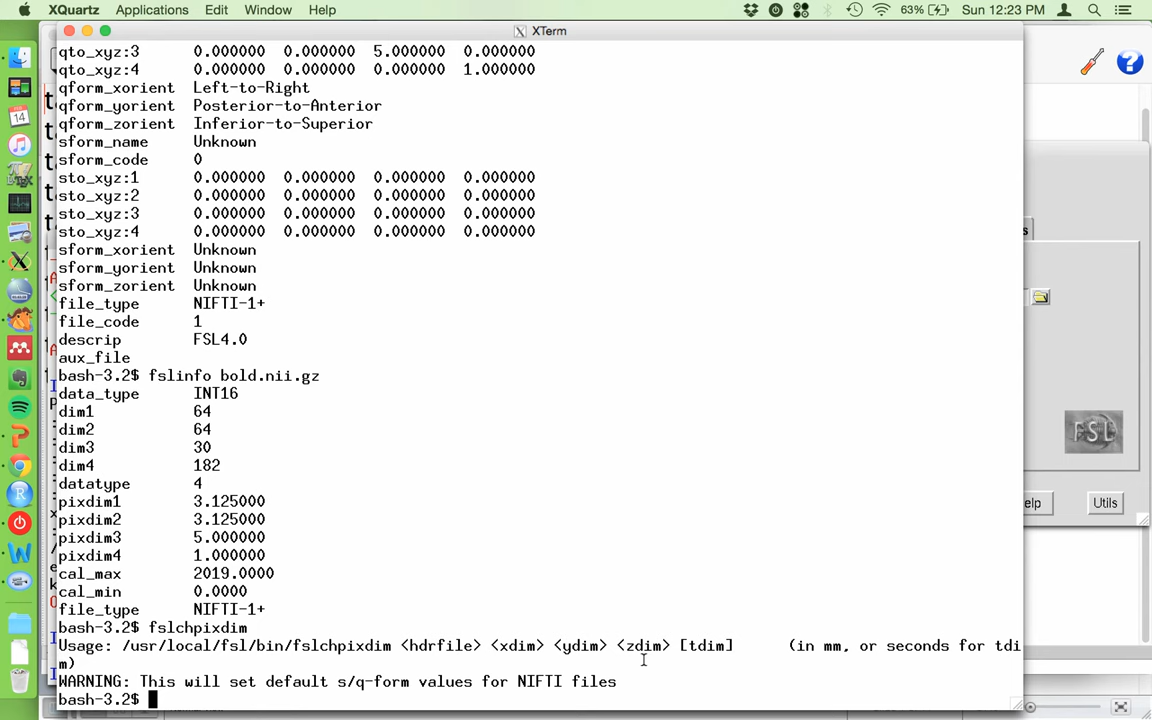 XQuartz Applications Edit Window Help 63% Sun 12:23 PM
XTerm
qto_xyz:3 0.000000 0.000000 5.000000 0.000000
qto_xyz:4 0.000000 0.000000 0.000000 1.000000
qform_xorient Left-to-Right
qform_yorient Posterior-to-Anterior
qform_zorient Inferior-to-Superior
sform_name Unknown
sform_code 0
sto_xyz:1 0.000000 0.000000 0.000000 0.000000
sto_xyz:2 0.000000 0.000000 0.000000 0.000000
sto_xyz:3 0.000000 0.000000 0.000000 0.000000
sto_xyz:4 0.000000 0.000000 0.000000 0.000000
sform_xorient Unknown
sform_yorient Unknown
sform_zorient Unknown
file_type NIFTI-1+
file_code 1
descrip FSL4.0
aux_file
bash-3.2$ fslinfo bold.nii.gz
data_type INT16
dim1 64
dim2 64
dim3 30
dim4 182
datatype 4
pixdim1 3.125000
pixdim2 3.125000
pixdim3 5.000000
pixdim4 1.000000
cal_max 2019.0000
cal_min 0.0000
file_type NIFTI-1+
bash-3.2$ fslchpixdim
Usage: /usr/local/fsl/bin/fslchpixdim <hdrfile> <xdim> <ydim> <zdim> [tdim] (in mm, or seconds for tdi
m)
WARNING: This will set default s/q-form values for NIFTI files
bash-3.2$
FSL
elp Utils
14